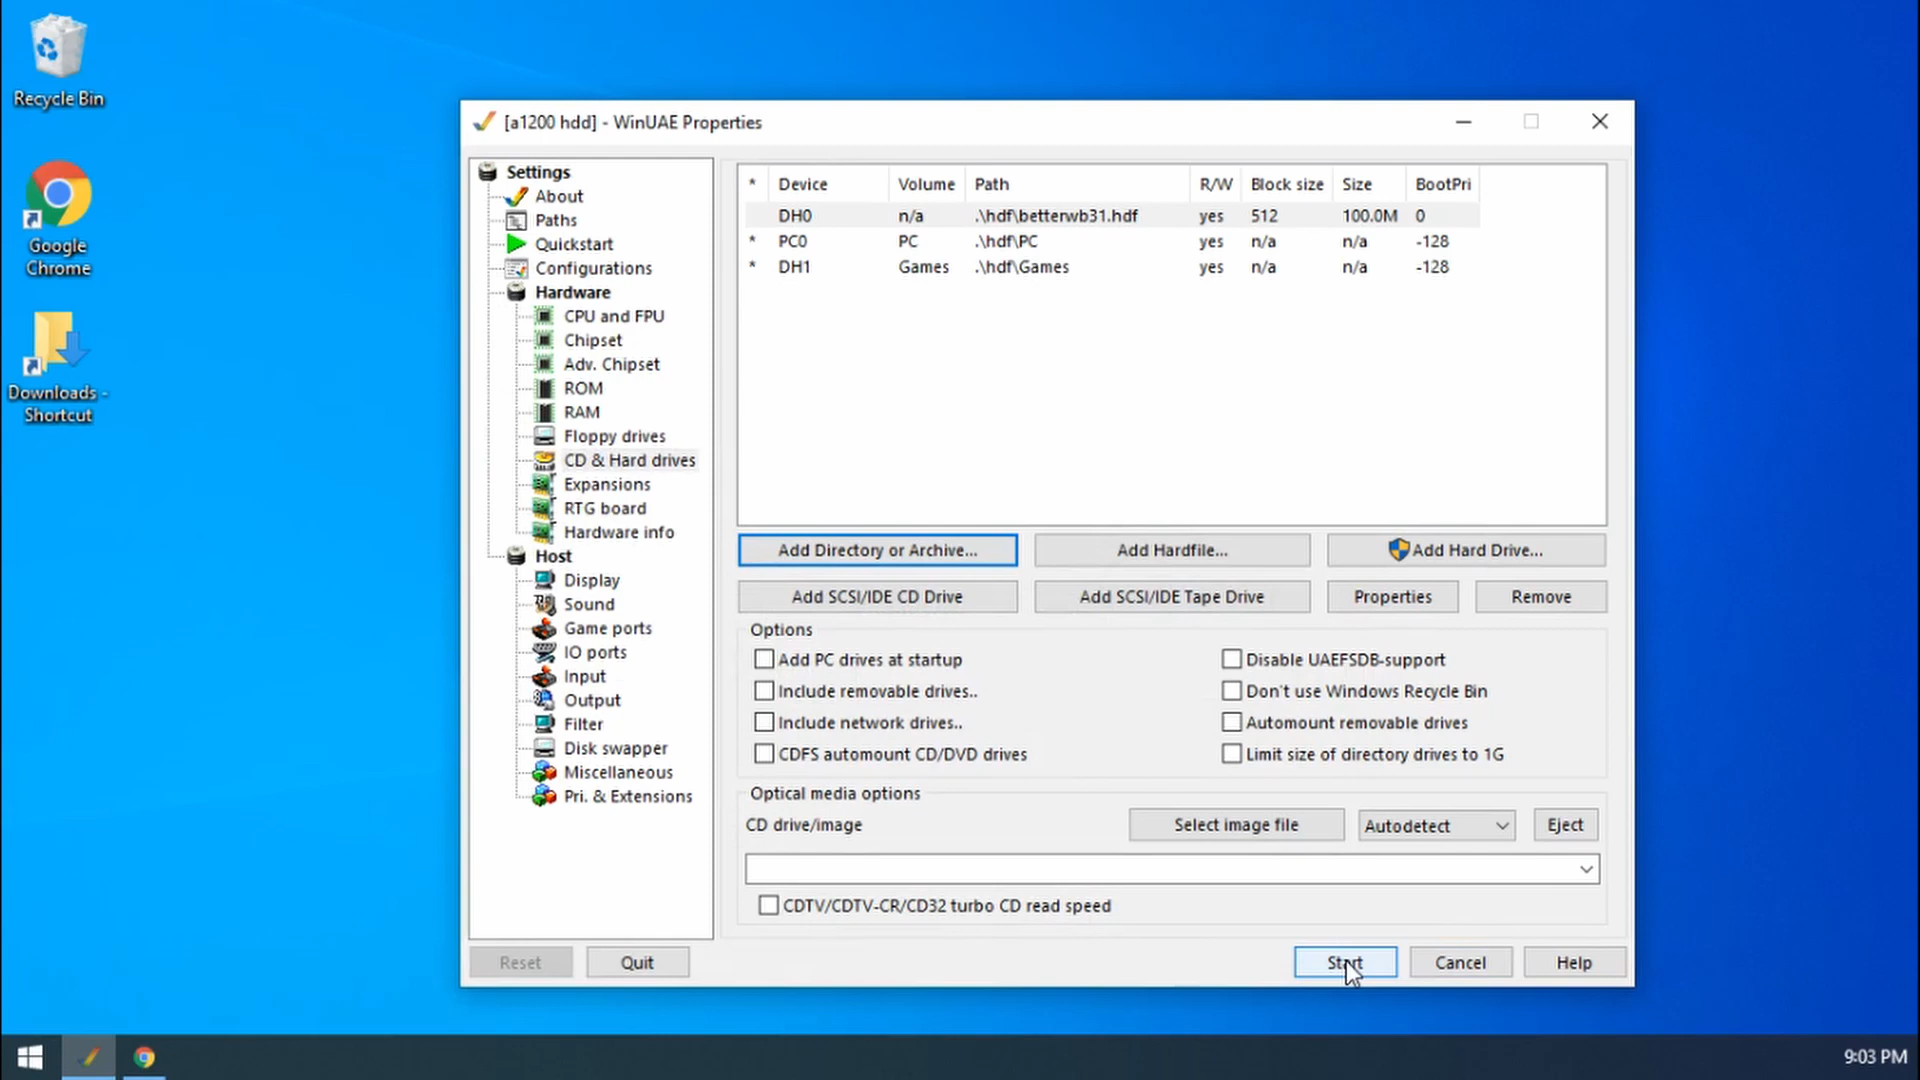 Recycle Bin
Google
Chrome
Downloads -
Shortcut
[a1200 hdd] - WinUAE Properties
Settings
About
Paths
Quickstart
Configurations
Hardware
CPU and FPU
Chipset
Adv. Chipset
ROM
RAM
Floppy drives
CD & Hard drives
Expansions
RTG board
Hardware info
Host
Display
Sound
Game ports
IO ports
Input
Output
Filter
Disk swapper
Miscellaneous
Pri. & Extensions
* Device Volume Path R/W Block size Size BootPri
DH0 n/a .\hdf\betterwb31.hdf yes 512 100.0M 0
* PC0 PC .\hdf\PC yes n/a n/a -128
* DH1 Games .\hdf\Games yes n/a n/a -128
Add Directory or Archive... Add Hardfile... Add Hard Drive...
Add SCSI/IDE CD Drive Add SCSI/IDE Tape Drive Properties Remove
Options
Add PC drives at startup Disable UAEFSDB-support
Include removable drives.. Don't use Windows Recycle Bin
Include network drives.. Automount removable drives
CDFS automount CD/DVD drives Limit size of directory drives to 1G
Optical media options
CD drive/image Select image file Autodetect Eject
CDTV/CDTV-CR/CD32 turbo CD read speed
Reset Quit Start Cancel Help
9:03 PM